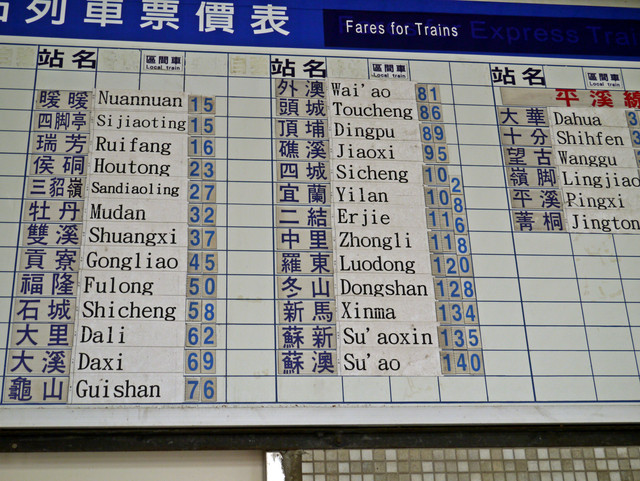 列車票價表
Fares for Trains
站名 區間車 Local train
暖暖 Nuannuan 15
四脚亭 Sijiaoting 15
瑞芳 Ruifang 16
侯硐 Houtong 23
三貂嶺 Sandiaoling 27
牡丹 Mudan 32
雙溪 Shuangxi 37
貢寮 Gongliao 45
福隆 Fulong 50
石城 Shicheng 58
大里 Dali 62
大溪 Daxi 69
龜山 Guishan 76
站名 區間車 Local train
外澳 Wai'ao 81
頭城 Toucheng 86
頂埔 Dingpu 89
礁溪 Jiaoxi 95
四城 Sicheng 102
宜蘭 Yilan 108
二結 Erjie 116
中里 Zhongli 118
羅東 Luodong 120
冬山 Dongshan 128
新馬 Xinma 134
蘇新 Su'aoxin 135
蘇澳 Su'ao 140
站名 區間車 Local train
平溪線
大華 Dahua 3
十分 Shihfen 3
望古 Wanggu
嶺脚 Lingjiao
平溪 Pingxi
菁桐 Jington